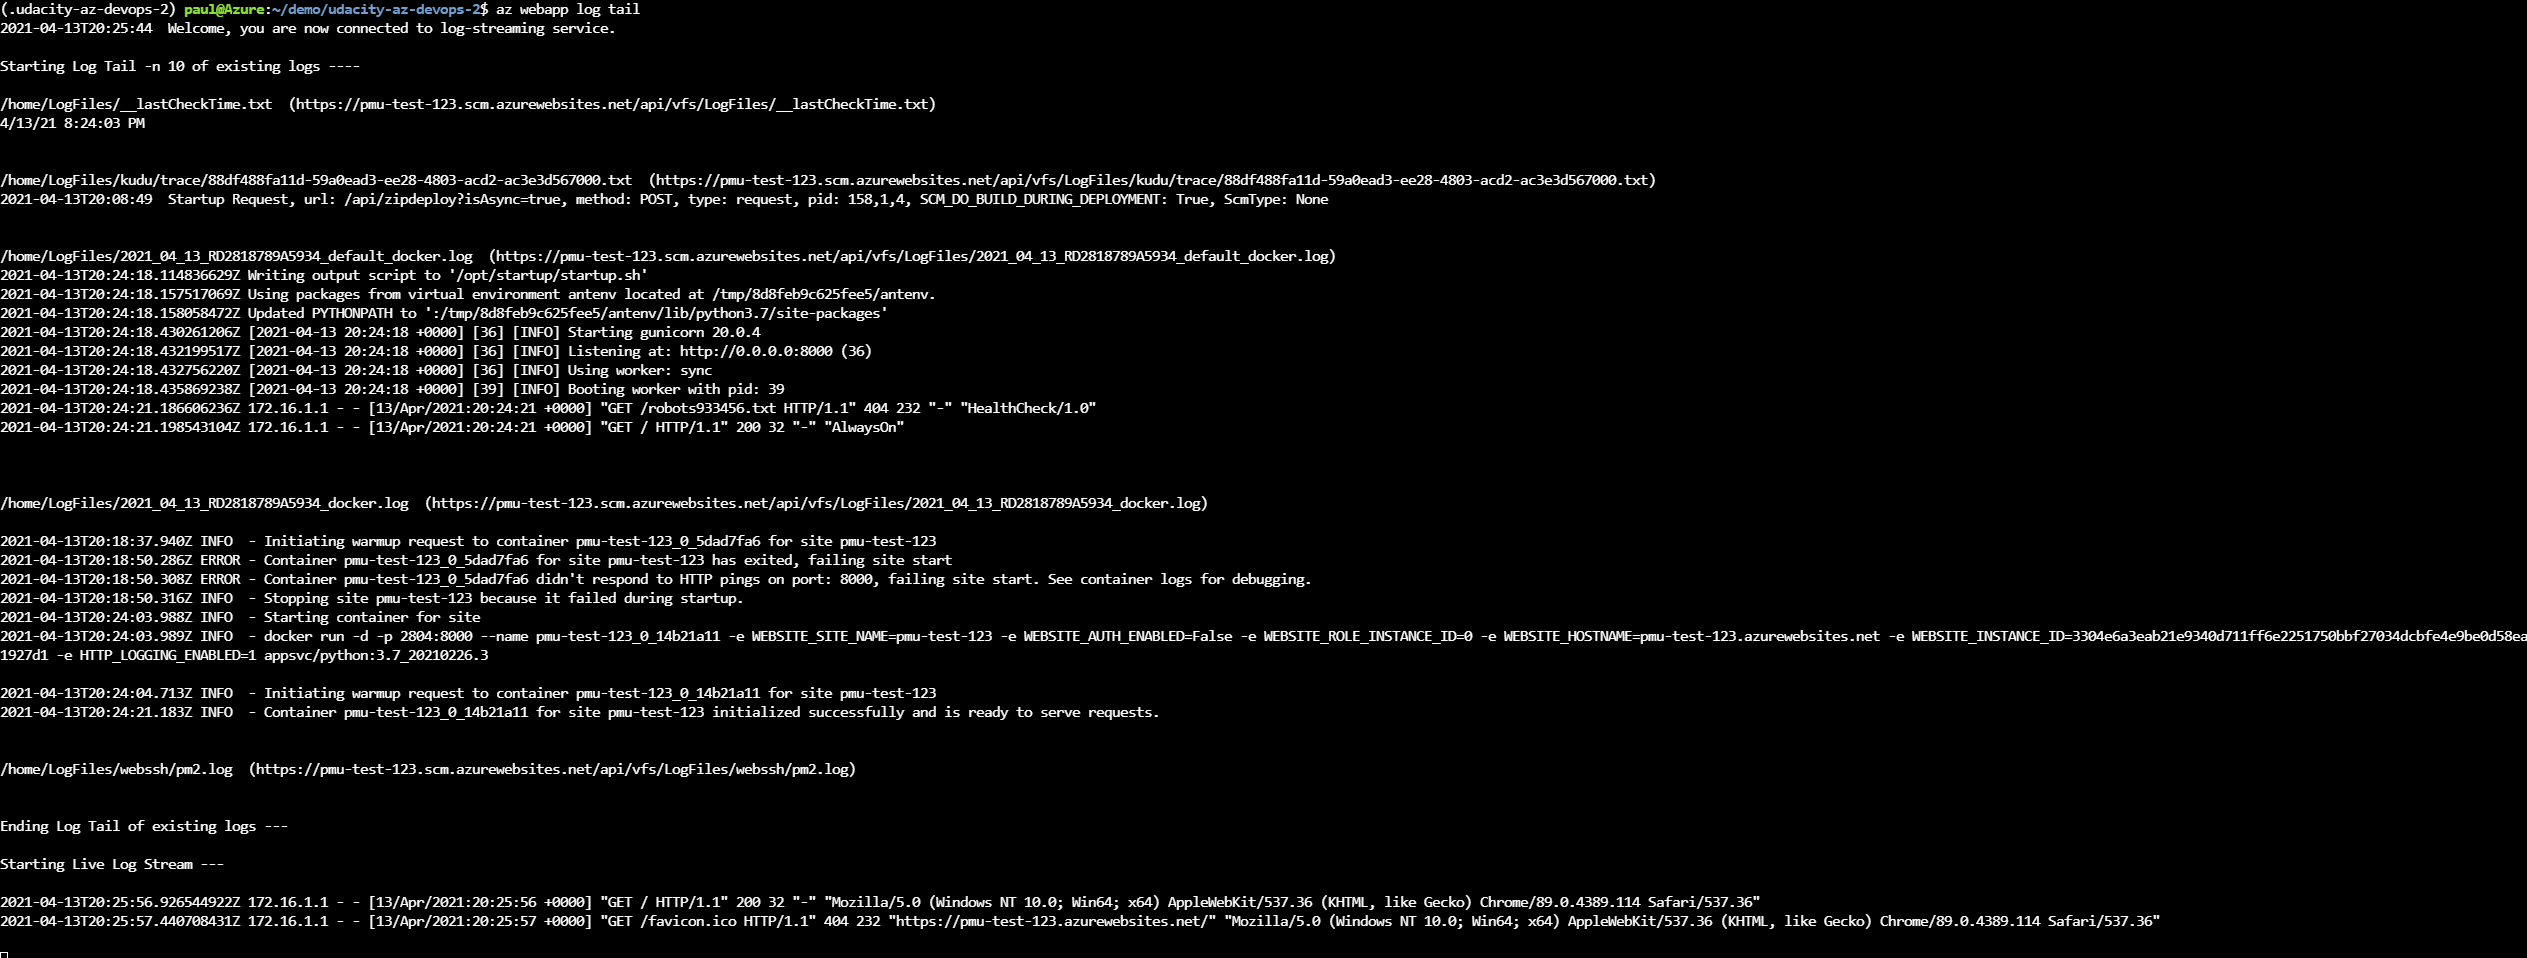 (.udacity-az-devops-2) paul@Azure:~/demo/udacity-az-devops-2$ az webapp log tail
2021-04-13T20:25:44  Welcome, you are now connected to log-streaming service.
Starting Log Tail -n 10 of existing logs ----
/home/LogFiles/__lastCheckTime.txt  (https://pmu-test-123.scm.azurewebsites.net/api/vfs/LogFiles/__lastCheckTime.txt)
4/13/21 8:24:03 PM
/home/LogFiles/kudu/trace/88df488fa11d-59a0ead3-ee28-4803-acd2-ac3e3d567000.txt  (https://pmu-test-123.scm.azurewebsites.net/api/vfs/LogFiles/kudu/trace/88df488fa11d-59a0ead3-ee28-4803-acd2-ac3e3d567000.txt)
2021-04-13T20:08:49  Startup Request, url: /api/zipdeploy?isAsync=true, method: POST, type: request, pid: 158,1,4, SCM_DO_BUILD_DURING_DEPLOYMENT: True, ScmType: None
/home/LogFiles/2021_04_13_RD2818789A5934_default_docker.log  (https://pmu-test-123.scm.azurewebsites.net/api/vfs/LogFiles/2021_04_13_RD2818789A5934_default_docker.log)
2021-04-13T20:24:18.114836629Z Writing output script to '/opt/startup/startup.sh'
2021-04-13T20:24:18.157517069Z Using packages from virtual environment antenv located at /tmp/8d8feb9c625fee5/antenv.
2021-04-13T20:24:18.158058472Z Updated PYTHONPATH to ':/tmp/8d8feb9c625fee5/antenv/lib/python3.7/site-packages'
2021-04-13T20:24:18.430261206Z [2021-04-13 20:24:18 +0000] [36] [INFO] Starting gunicorn 20.0.4
2021-04-13T20:24:18.432199517Z [2021-04-13 20:24:18 +0000] [36] [INFO] Listening at: http://0.0.0.0:8000 (36)
2021-04-13T20:24:18.432756220Z [2021-04-13 20:24:18 +0000] [36] [INFO] Using worker: sync
2021-04-13T20:24:18.435869238Z [2021-04-13 20:24:18 +0000] [39] [INFO] Booting worker with pid: 39
2021-04-13T20:24:21.186606236Z 172.16.1.1 - - [13/Apr/2021:20:24:21 +0000] "GET /robots933456.txt HTTP/1.1" 404 232 "-" "HealthCheck/1.0"
2021-04-13T20:24:21.198543104Z 172.16.1.1 - - [13/Apr/2021:20:24:21 +0000] "GET / HTTP/1.1" 200 32 "-" "AlwaysOn"
/home/LogFiles/2021_04_13_RD2818789A5934_docker.log  (https://pmu-test-123.scm.azurewebsites.net/api/vfs/LogFiles/2021_04_13_RD2818789A5934_docker.log)
2021-04-13T20:18:37.940Z INFO  - Initiating warmup request to container pmu-test-123_0_5dad7fa6 for site pmu-test-123
2021-04-13T20:18:50.286Z ERROR - Container pmu-test-123_0_5dad7fa6 for site pmu-test-123 has exited, failing site start
2021-04-13T20:18:50.308Z ERROR - Container pmu-test-123_0_5dad7fa6 didn't respond to HTTP pings on port: 8000, failing site start. See container logs for debugging.
2021-04-13T20:18:50.316Z INFO  - Stopping site pmu-test-123 because it failed during startup.
2021-04-13T20:24:03.988Z INFO  - Starting container for site
2021-04-13T20:24:03.989Z INFO  - docker run -d -p 2804:8000 --name pmu-test-123_0_14b21a11 -e WEBSITE_SITE_NAME=pmu-test-123 -e WEBSITE_AUTH_ENABLED=False -e WEBSITE_ROLE_INSTANCE_ID=0 -e WEBSITE_HOSTNAME=pmu-test-123.azurewebsites.net -e WEBSITE_INSTANCE_ID=3304e6a3eab21e9340d711ff6e2251750bbf27034dcbfe4e9be0d58ea
1927d1 -e HTTP_LOGGING_ENABLED=1 appsvc/python:3.7_20210226.3
2021-04-13T20:24:04.713Z INFO  - Initiating warmup request to container pmu-test-123_0_14b21a11 for site pmu-test-123
2021-04-13T20:24:21.183Z INFO  - Container pmu-test-123_0_14b21a11 for site pmu-test-123 initialized successfully and is ready to serve requests.
/home/LogFiles/webssh/pm2.log  (https://pmu-test-123.scm.azurewebsites.net/api/vfs/LogFiles/webssh/pm2.log)
Ending Log Tail of existing logs ---
Starting Live Log Stream ---
2021-04-13T20:25:56.926544922Z 172.16.1.1 - - [13/Apr/2021:20:25:56 +0000] "GET / HTTP/1.1" 200 32 "-" "Mozilla/5.0 (Windows NT 10.0; Win64; x64) AppleWebKit/537.36 (KHTML, like Gecko) Chrome/89.0.4389.114 Safari/537.36"
2021-04-13T20:25:57.440708431Z 172.16.1.1 - - [13/Apr/2021:20:25:57 +0000] "GET /favicon.ico HTTP/1.1" 404 232 "https://pmu-test-123.azurewebsites.net/" "Mozilla/5.0 (Windows NT 10.0; Win64; x64) AppleWebKit/537.36 (KHTML, like Gecko) Chrome/89.0.4389.114 Safari/537.36"